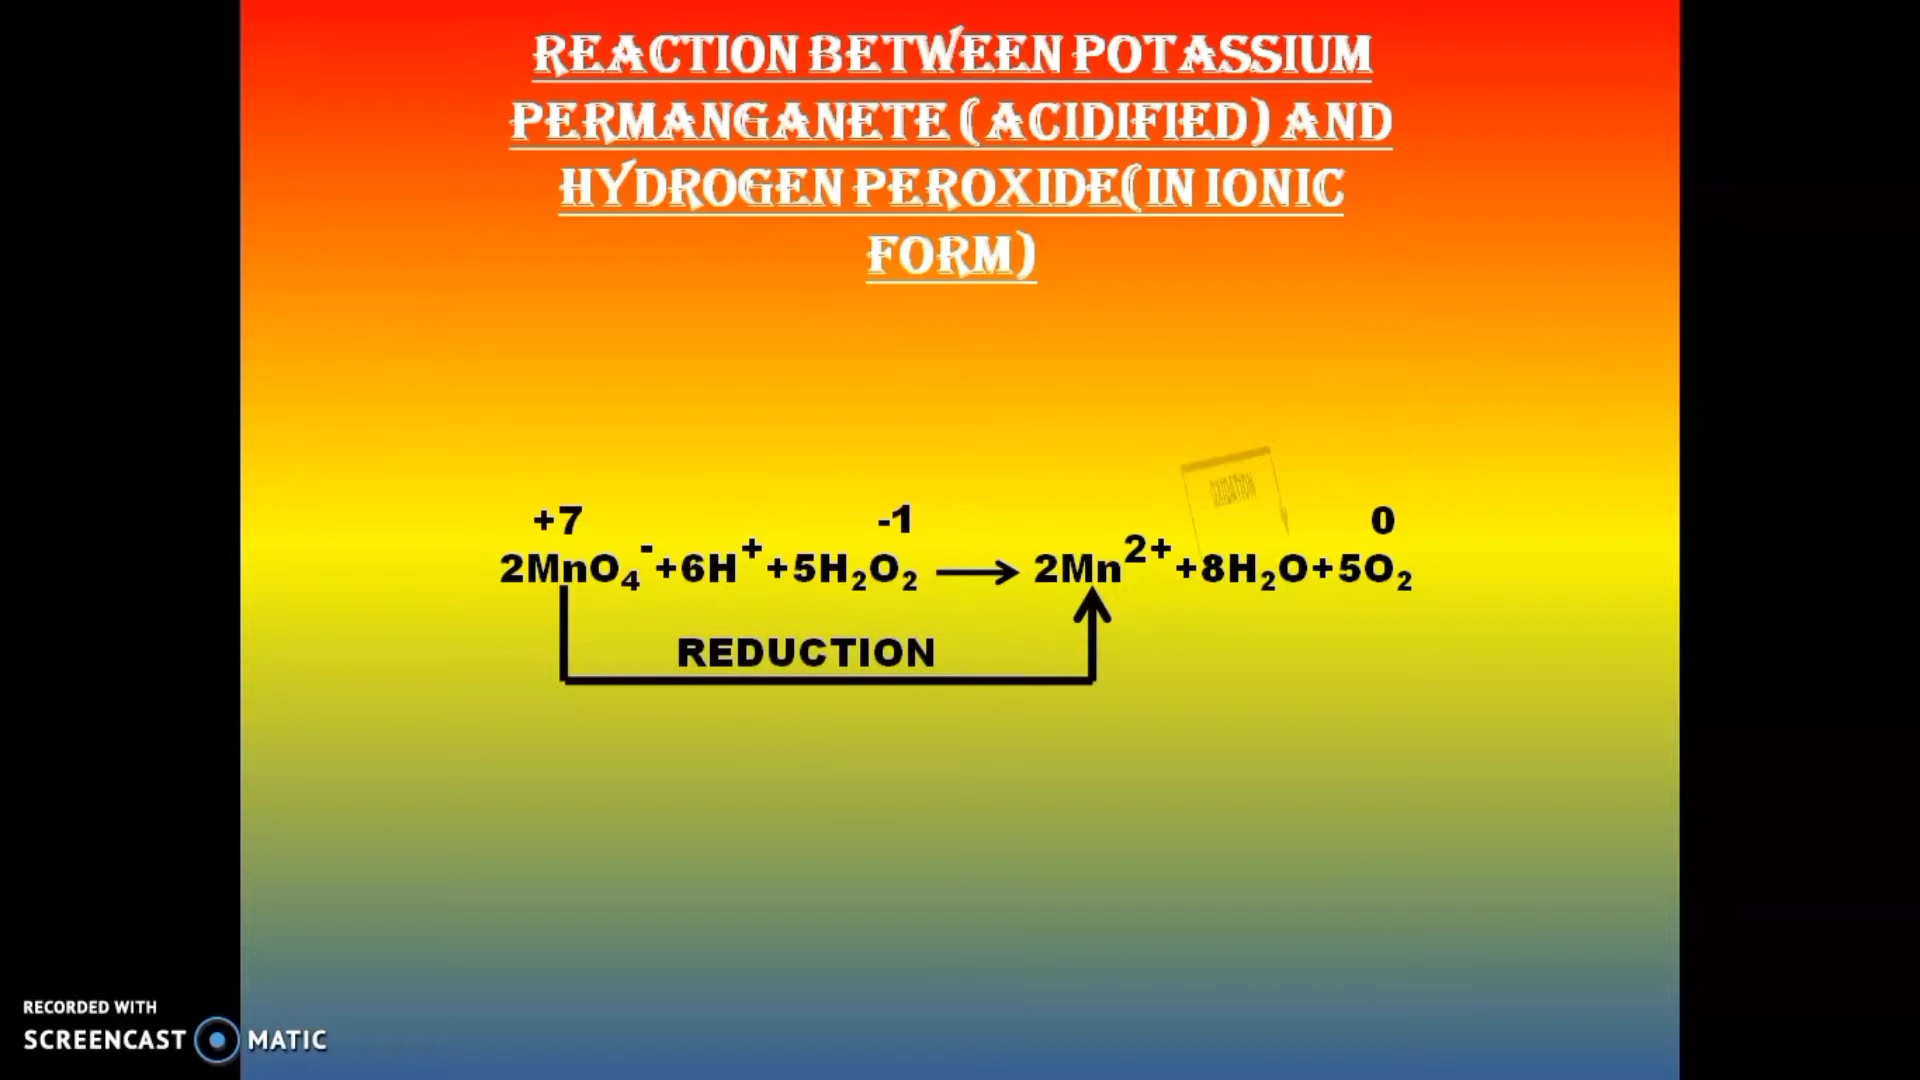 REACTION BETWEEN POTASSIUM
PERMANGANETE (ACIDIFIED) AND
HYDROGEN PEROXIDE(IN IONIC
FORM)
OXIDATION
+7 -1 0
2MnO₄⁻+6H⁺+5H₂O₂ → 2Mn²⁺+8H₂O+5O₂
REDUCTION
RECORDED WITH
SCREENCAST MATIC